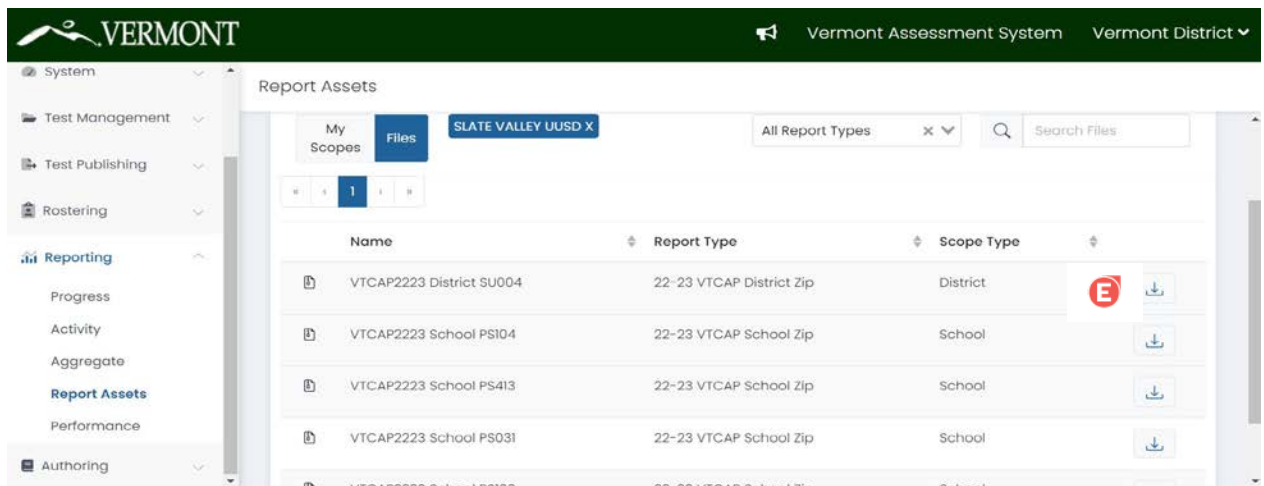 VERMONT
Vermont Assessment System
Vermont District
System
Test Management
Test Publishing
Rostering
Reporting
Progress
Activity
Aggregate
Report Assets
Performance
Authoring
Report Assets
My Scopes
Files
SLATE VALLEY UUSD X
All Report Types
Search Files
« ‹ 1 › »
Name Report Type Scope Type
VTCAP2223 District SU004 22-23 VTCAP District Zip District E
VTCAP2223 School PS104 22-23 VTCAP School Zip School
VTCAP2223 School PS413 22-23 VTCAP School Zip School
VTCAP2223 School PS031 22-23 VTCAP School Zip School